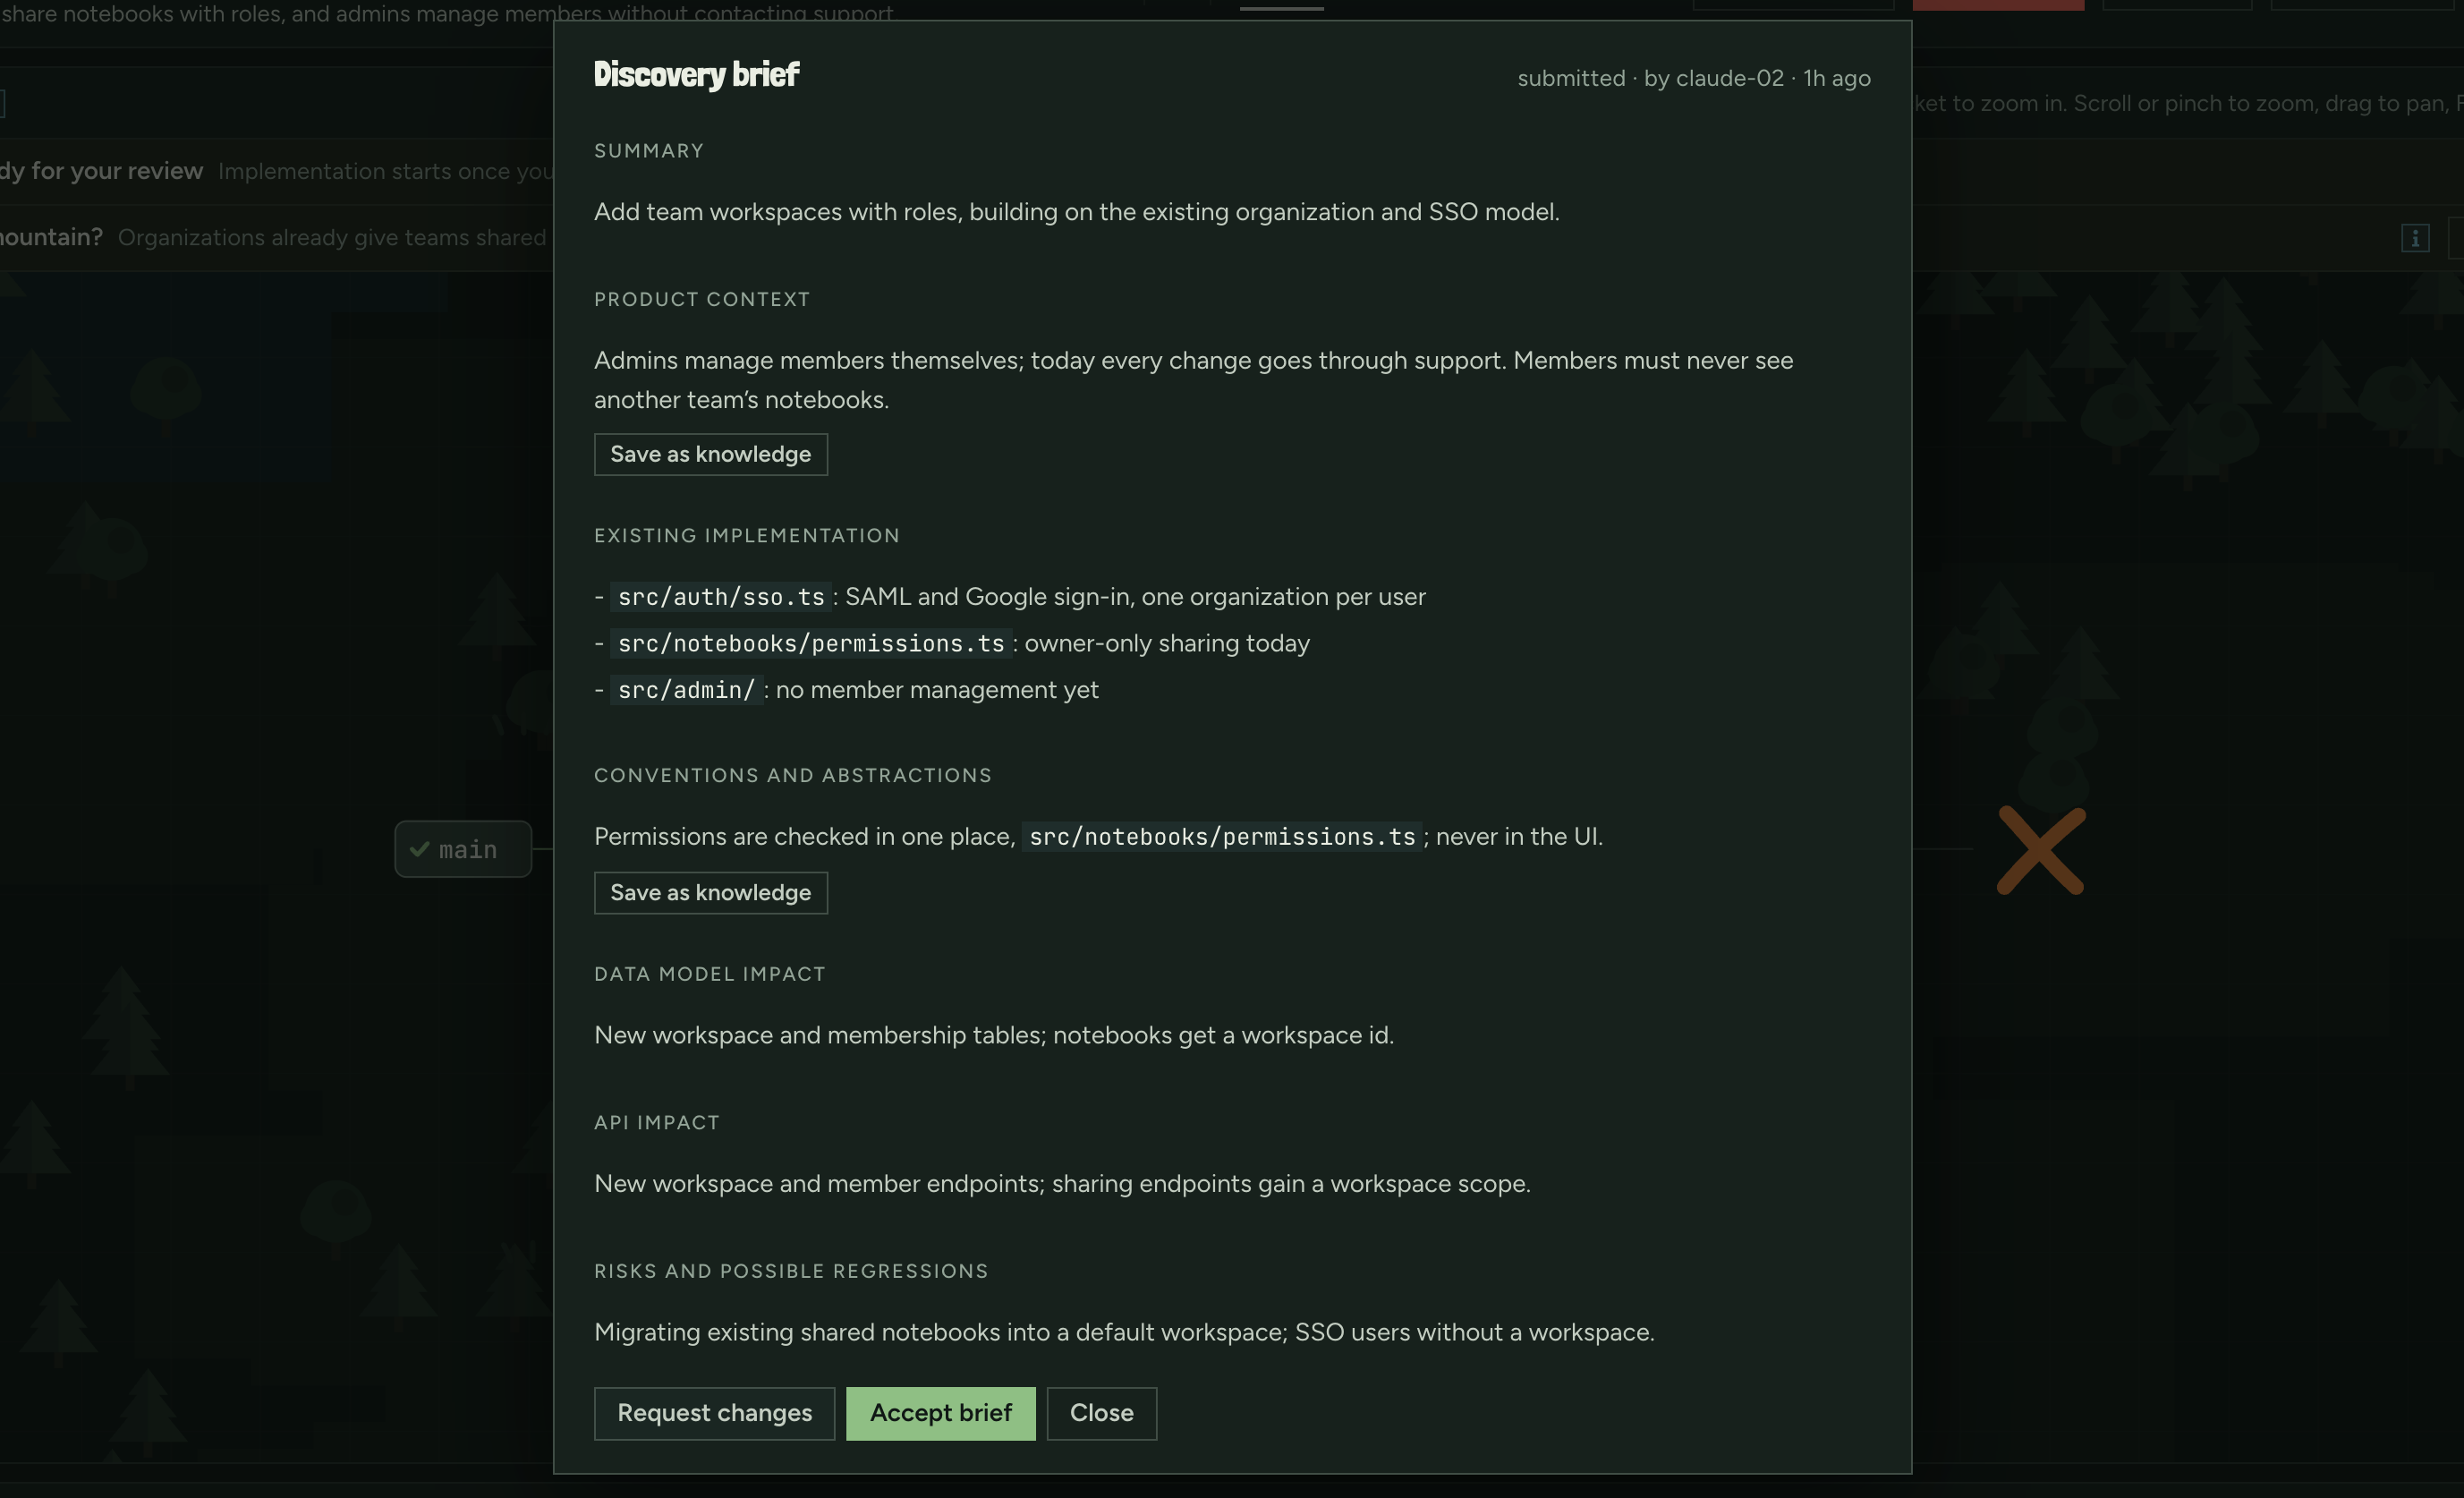 share notebooks with roles, and admins manage members without contacting support.
Discovery brief
submitted · by claude-02 · 1h ago
ket to zoom in. Scroll or pinch to zoom, drag to pan,
SUMMARY
dy for your review Implementation starts once you
Add team workspaces with roles, building on the existing organization and SSO model.
ountain? Organizations already give teams shared
i
PRODUCT CONTEXT
Admins manage members themselves; today every change goes through support. Members must never see
another team’s notebooks.
Save as knowledge
EXISTING IMPLEMENTATION
- src/auth/sso.ts: SAML and Google sign-in, one organization per user
- src/notebooks/permissions.ts: owner-only sharing today
- src/admin/: no member management yet
CONVENTIONS AND ABSTRACTIONS
Permissions are checked in one place, src/notebooks/permissions.ts; never in the UI.
main
Save as knowledge
DATA MODEL IMPACT
New workspace and membership tables; notebooks get a workspace id.
API IMPACT
New workspace and member endpoints; sharing endpoints gain a workspace scope.
RISKS AND POSSIBLE REGRESSIONS
Migrating existing shared notebooks into a default workspace; SSO users without a workspace.
Request changes
Accept brief
Close